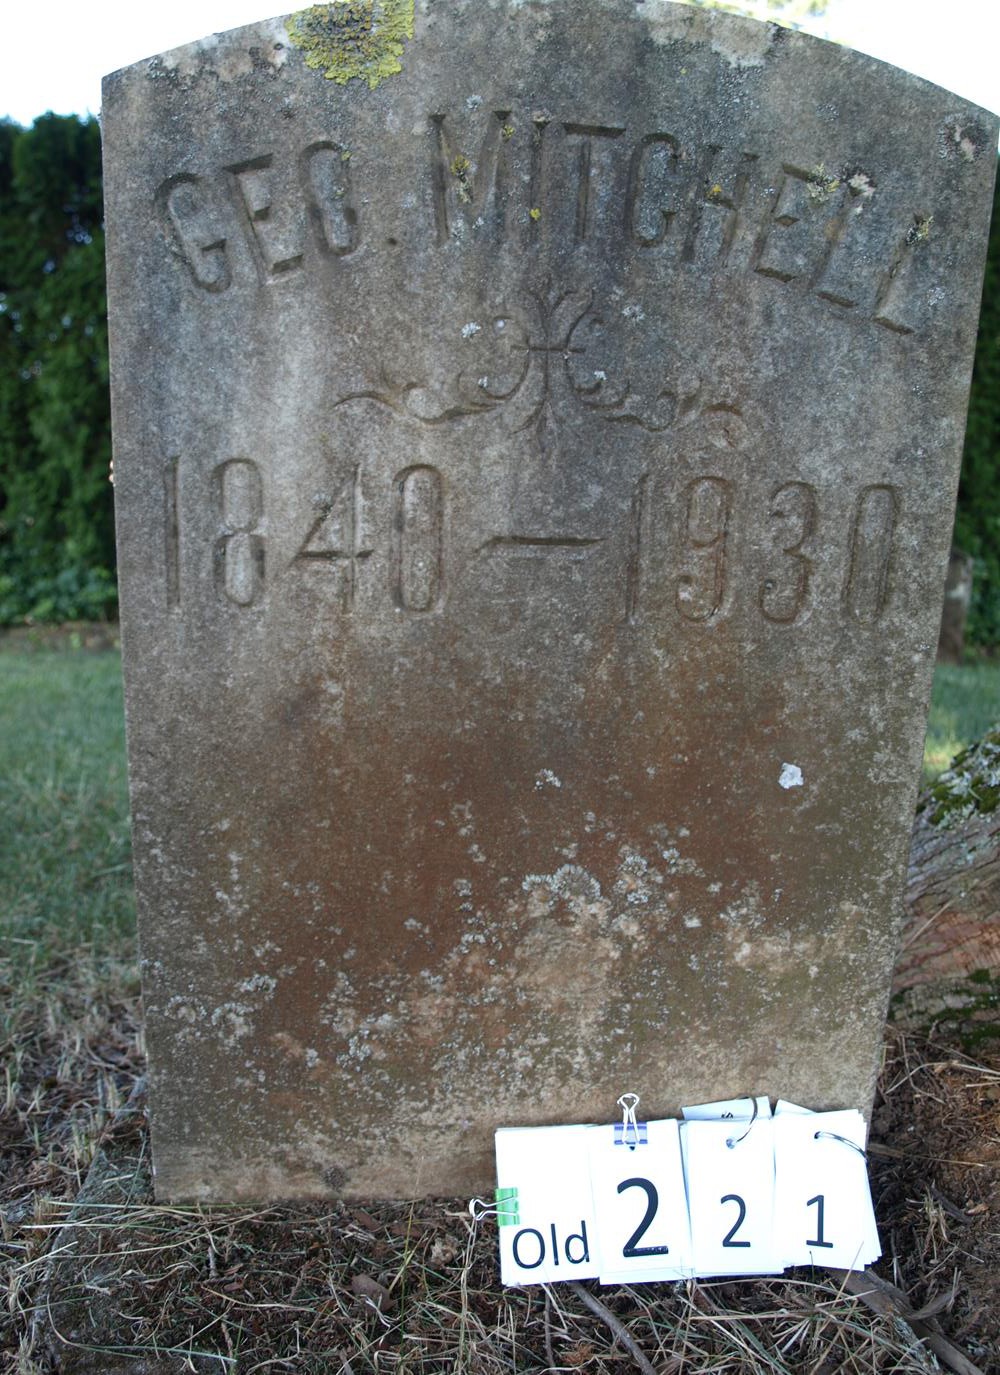 GEO. MITCHELL
1840 — 1930
Old 2 2 1